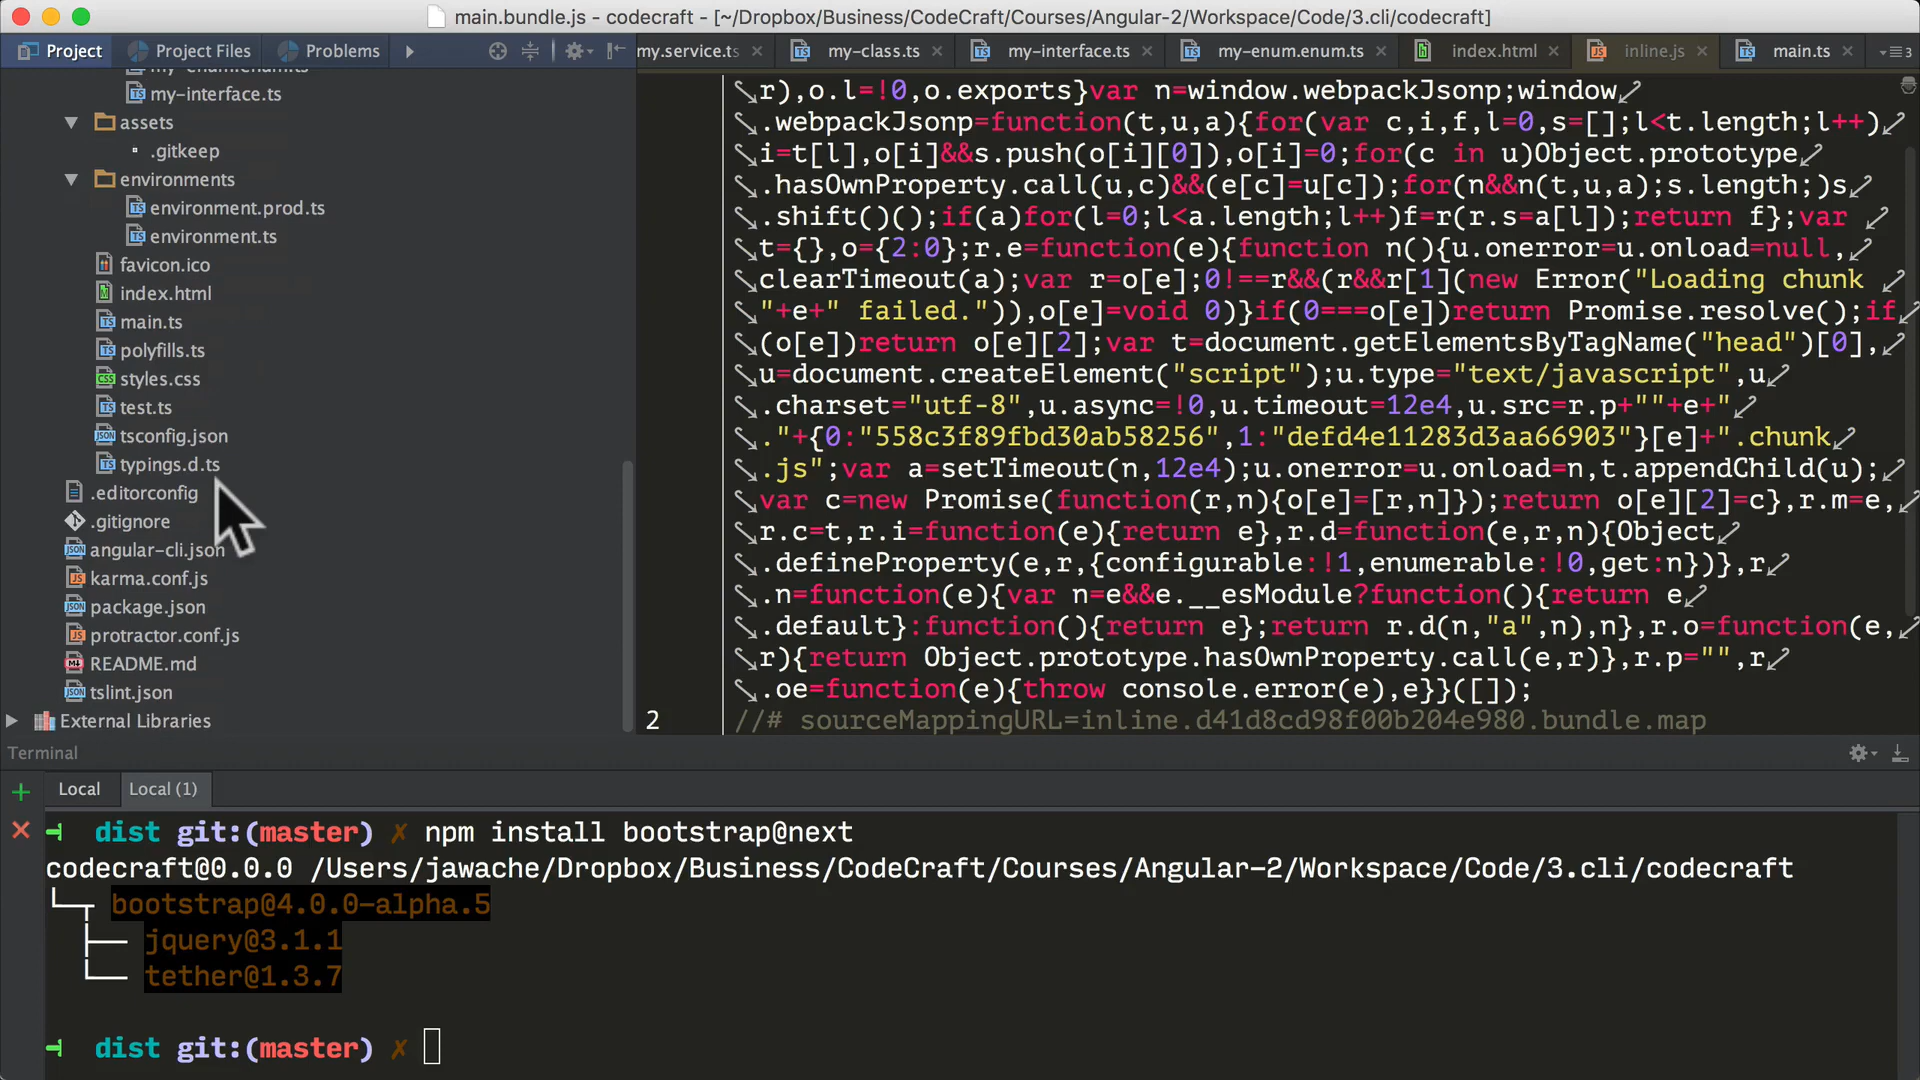 main.bundle.js - codecraft - [~/Dropbox/Business/CodeCraft/Courses/Angular-2/Workspace/Code/3.cli/codecraft]
Project
Project Files
Problems
my.service.ts
my-class.ts
my-interface.ts
my-enum.enum.ts
index.html
inline.js
main.ts
3
my-enum.enum.ts
my-interface.ts
assets
.gitkeep
environments
environment.prod.ts
environment.ts
favicon.ico
index.html
main.ts
polyfills.ts
styles.css
test.ts
tsconfig.json
typings.d.ts
.editorconfig
.gitignore
angular-cli.json
karma.conf.js
package.json
protractor.conf.js
README.md
tslint.json
External Libraries
r),o.l=!0,o.exports}var n=window.webpackJsonp;window
.webpackJsonp=function(t,u,a){for(var c,i,f,l=0,s=[];l<t.length;l++)
i=t[l],o[i]&&s.push(o[i][0]),o[i]=0;for(c in u)Object.prototype
.hasOwnProperty.call(u,c)&&(e[c]=u[c]);for(n&&n(t,u,a);s.length;)s
.shift()();if(a)for(l=0;l<a.length;l++)f=r(r.s=a[l]);return f};var
t={},o={2:0};r.e=function(e){function n(){u.onerror=u.onload=null,
clearTimeout(a);var r=o[e];0!==r&&(r&&r[1](new Error("Loading chunk
"+e+" failed.")),o[e]=void 0)}if(0===o[e])return Promise.resolve();if
(o[e])return o[e][2];var t=document.getElementsByTagName("head")[0],
u=document.createElement("script");u.type="text/javascript",u
.charset="utf-8",u.async=!0,u.timeout=12e4,u.src=r.p+""+e+"
."+{0:"558c3f89fbd30ab58256",1:"defd4e11283d3aa66903"}[e]+".chunk
.js";var a=setTimeout(n,12e4);u.onerror=u.onload=n,t.appendChild(u);
var c=new Promise(function(r,n){o[e]=[r,n]});return o[e][2]=c},r.m=e,
r.c=t,r.i=function(e){return e},r.d=function(e,r,n){Object
.defineProperty(e,r,{configurable:!1,enumerable:!0,get:n})},r
.n=function(e){var n=e&&e.__esModule?function(){return e
.default}:function(){return e};return r.d(n,"a",n),n},r.o=function(e,
r){return Object.prototype.hasOwnProperty.call(e,r)},r.p="",r
.oe=function(e){throw console.error(e),e}}([]);
2 //# sourceMappingURL=inline.d41d8cd98f00b204e980.bundle.map
Terminal
Local
Local (1)
dist git:(master) ✗ npm install bootstrap@next
codecraft@0.0.0 /Users/jawache/Dropbox/Business/CodeCraft/Courses/Angular-2/Workspace/Code/3.cli/codecraft
bootstrap@4.0.0-alpha.5
jquery@3.1.1
tether@1.3.7
dist git:(master) ✗